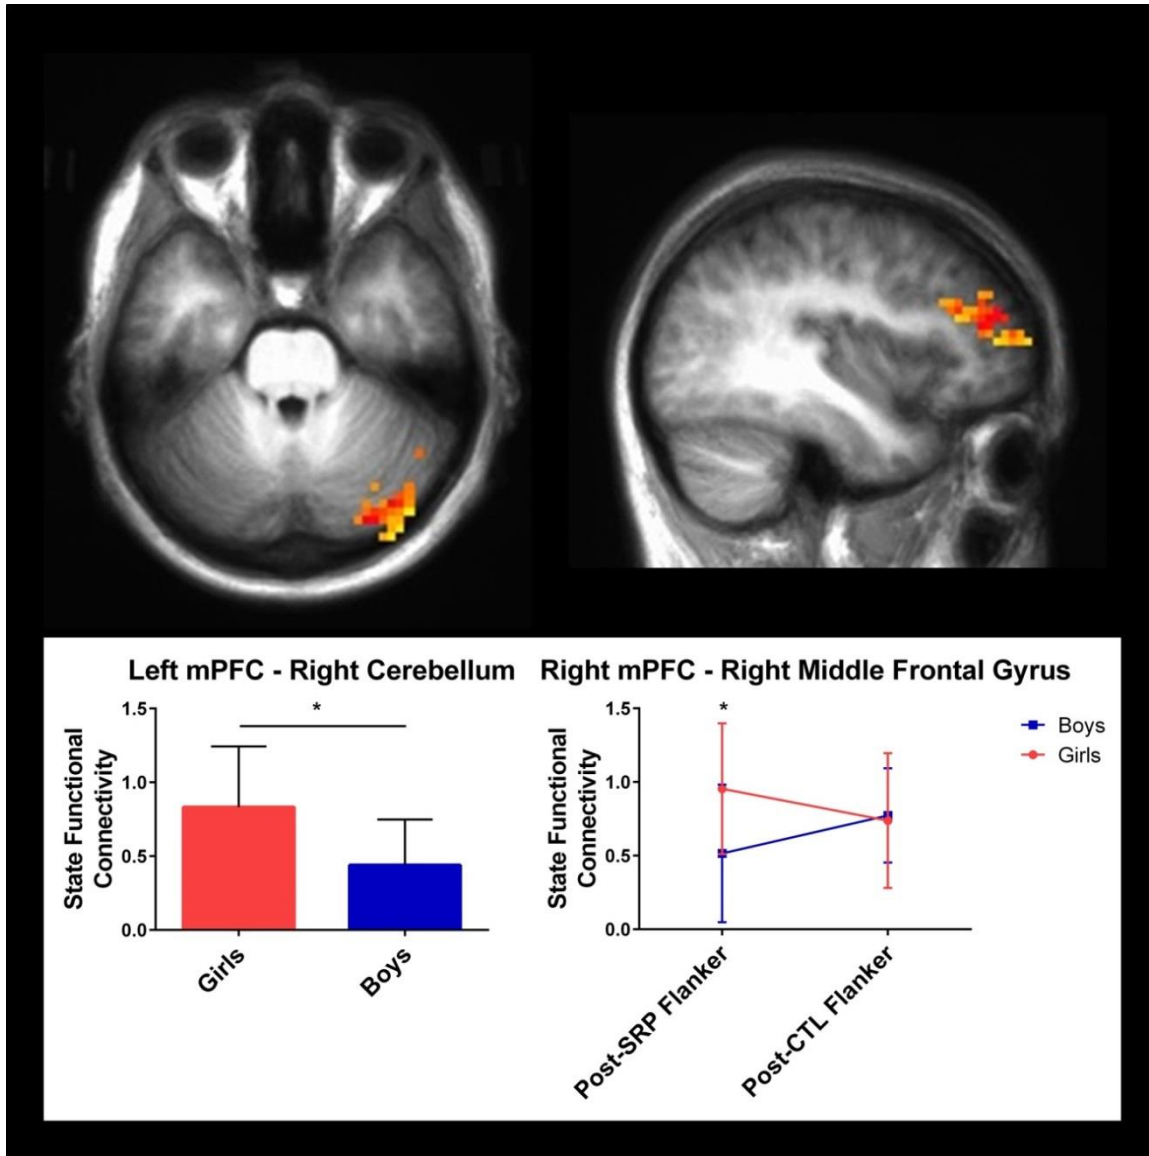 Left mPFC - Right Cerebellum
*
1.5
1.0
0.5
0.0
State Functional
Connectivity
Girls
Boys
Right mPFC - Right Middle Frontal Gyrus
*
1.5
1.0
0.5
0.0
State Functional
Connectivity
Post-SRP Flanker
Post-CTL Flanker
Boys
Girls